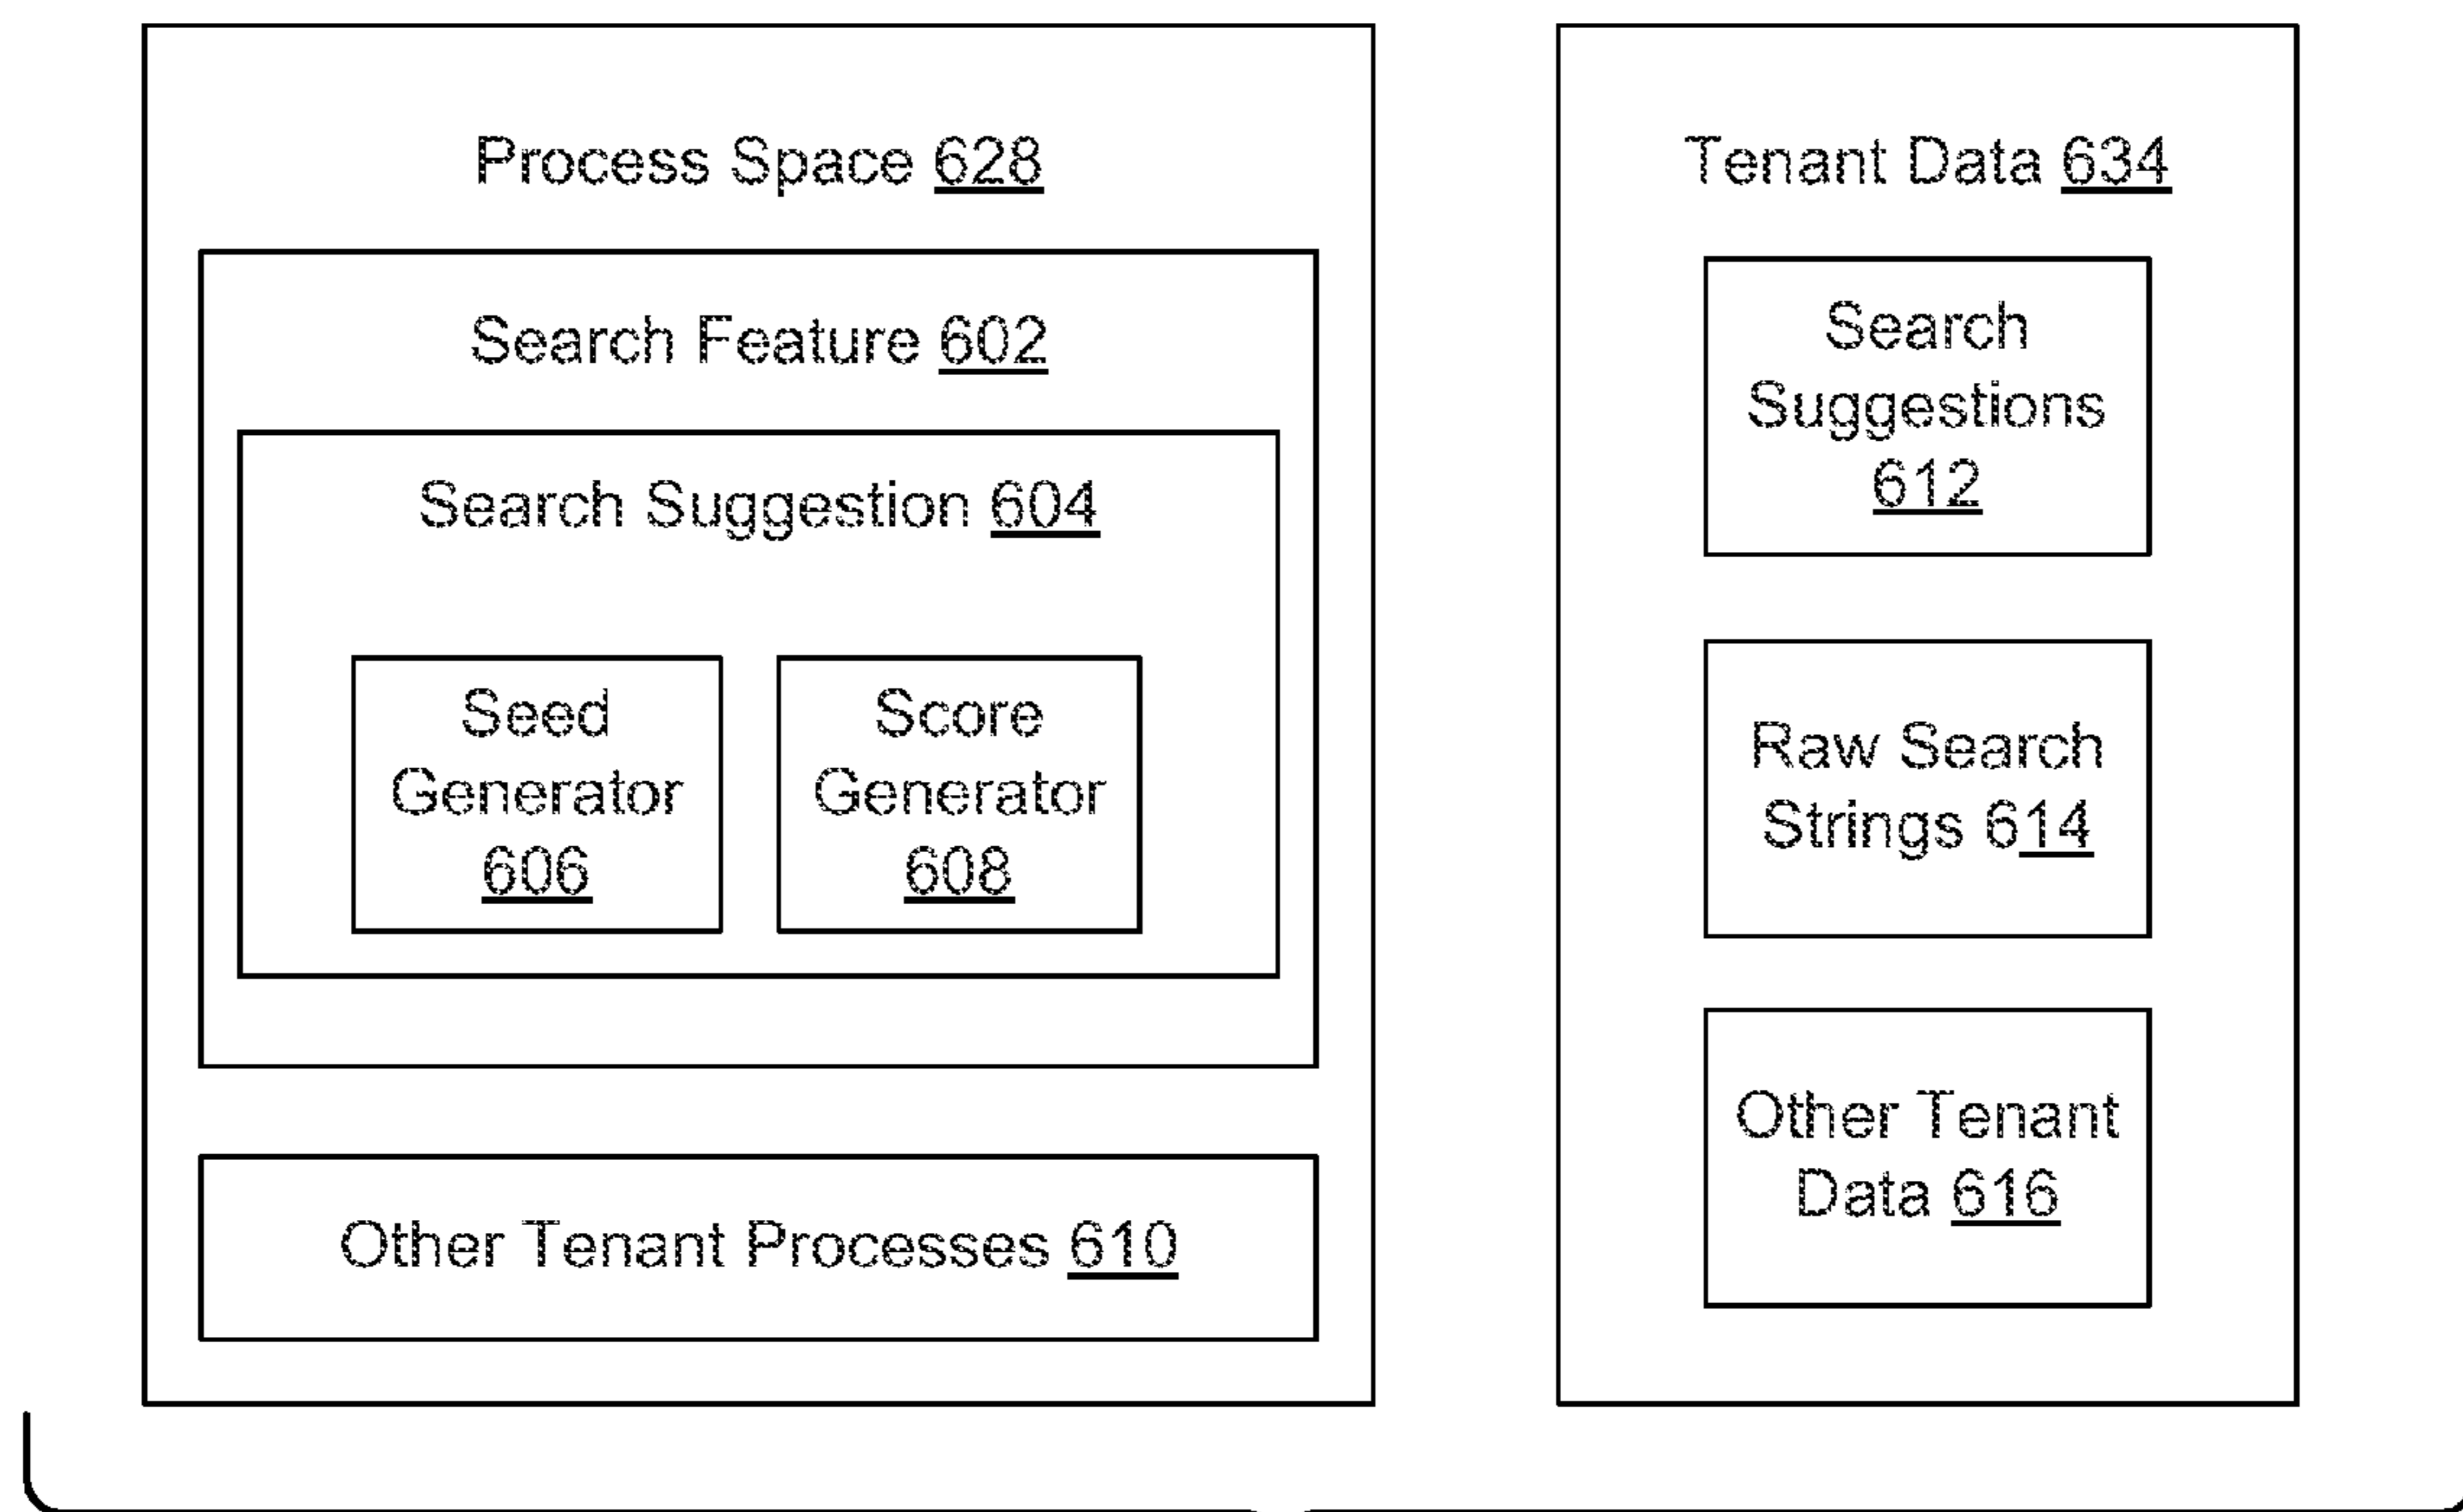 Process Space 628
Search Feature 602
Search Suggestion 604
Seed
Generator
606
Score
Generator
608
Other Tenant Processes 610
Tenant Data 634
Search
Suggestions
612
Raw Search
Strings 614
Other Tenant
Data 616